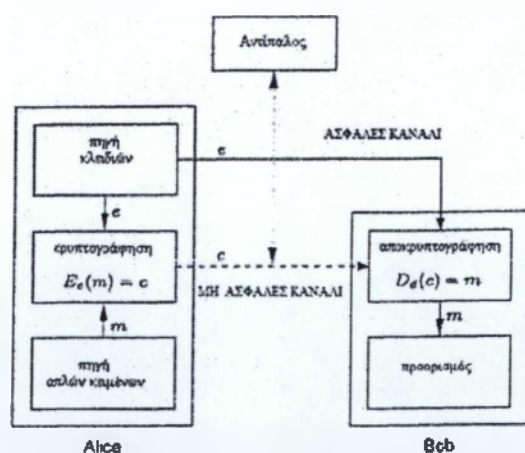 Αντίπαλος
πηγή
κλειδιών
e
ΑΣΦΑΛΕΣ ΚΑΝΑΛΙ
e
κρυπτογράφηση
E_e(m) = c
c
ΜΗ ΑΣΦΑΛΕΣ ΚΑΝΑΛΙ
αποκρυπτογράφηση
D_d(c) = m
m
m
πηγή
απλών κειμένων
προορισμός
Alice
Bob